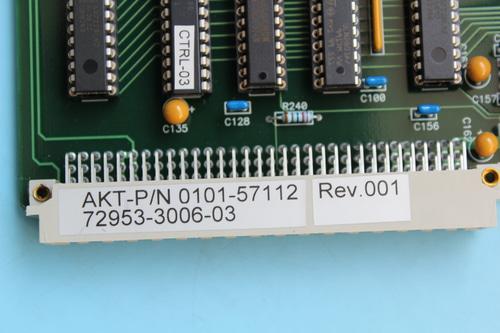 CTRL-03
R240
C100
C157
C135
C128
C156
AKT-P/N 0101-57112
Rev.001
72953-3006-03